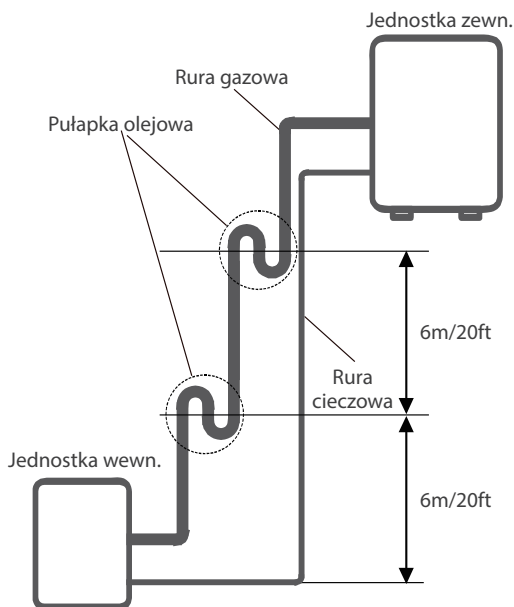 Jednostka zewn.
Rura gazowa
Pułapka olejowa
6m/20ft
Rura
cieczowa
Jednostka wewn.
6m/20ft